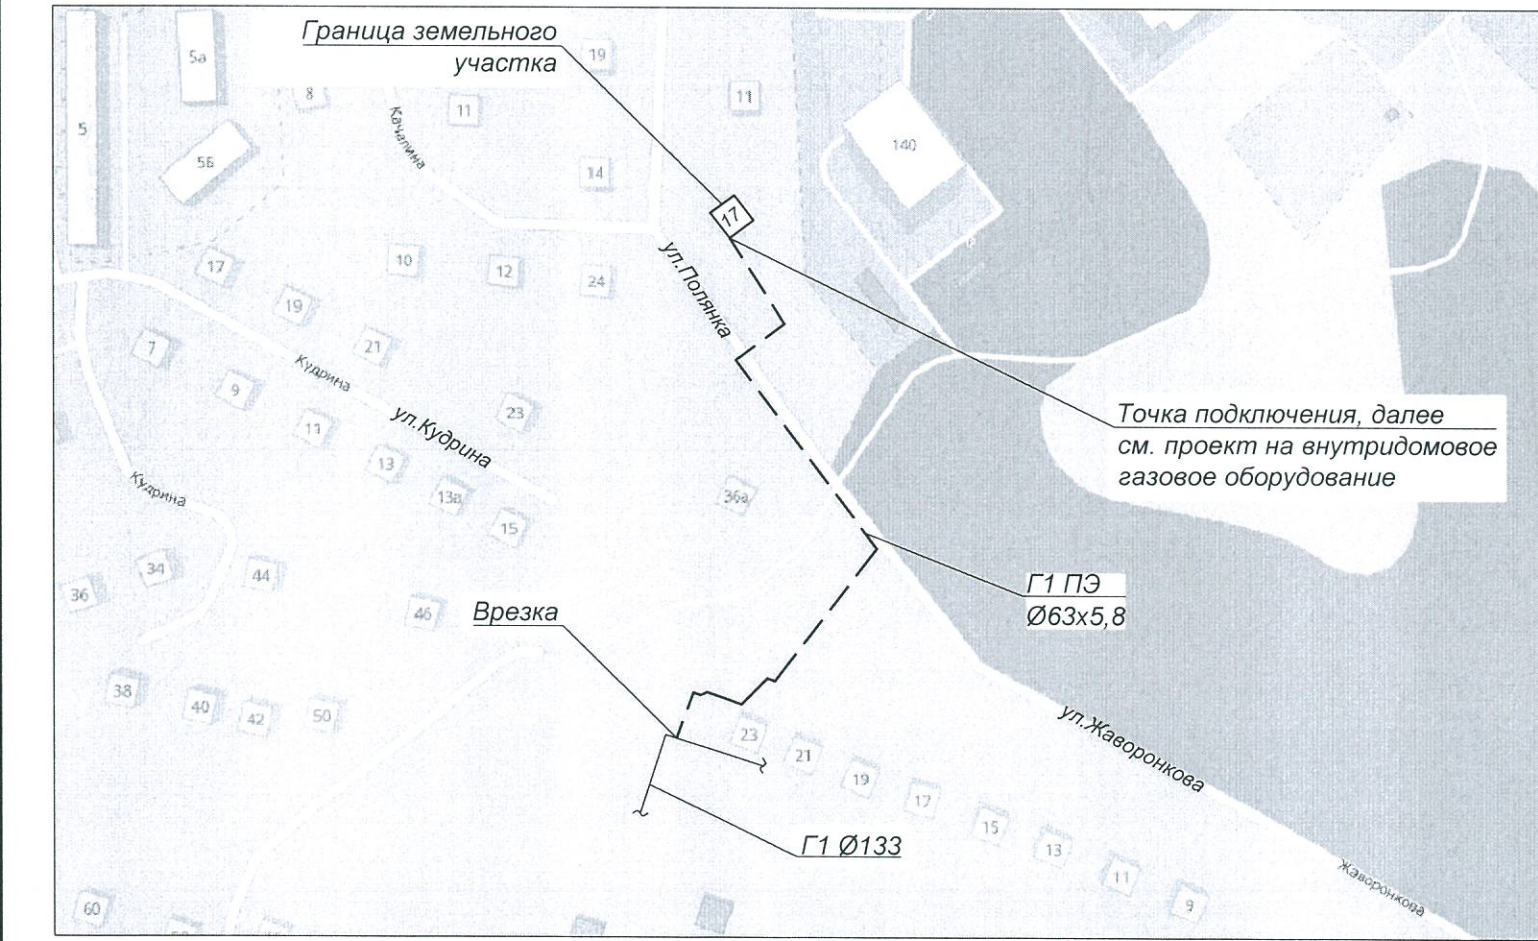 Граница земельного
участка
5
5а
5Б
8
11
19
14
11
140
17
Качалина
ул.Полянка
17
19
21
10
12
24
7
9
11
13
13а
15
23
Кудрина
ул.Кудрина
Кудрина
36а
Точка подключения, далее
см. проект на внутридомовое
газовое оборудование
Г1 ПЭ
Ø63х5,8
34
36
44
46
Врезка
38
40
42
50
23
21
19
17
15
13
11
9
ул.Жаворонкова
Жаворонкова
Г1 Ø133
60